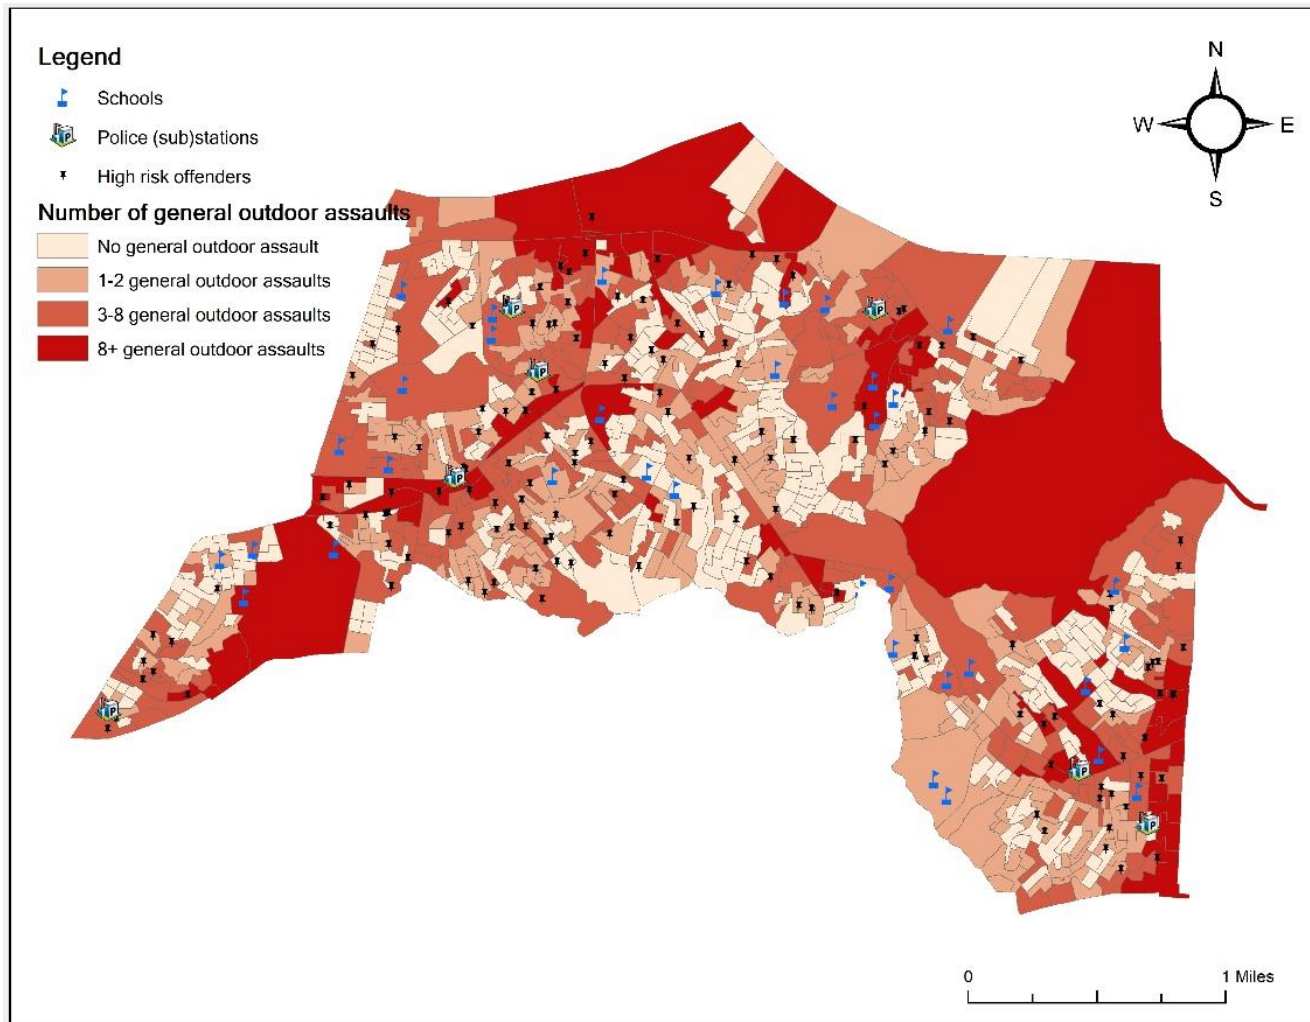 Legend
Schools
Police (sub)stations
High risk offenders
Number of general outdoor assaults
No general outdoor assault
1-2 general outdoor assaults
3-8 general outdoor assaults
8+ general outdoor assaults
N
W E
S
0 1 Miles